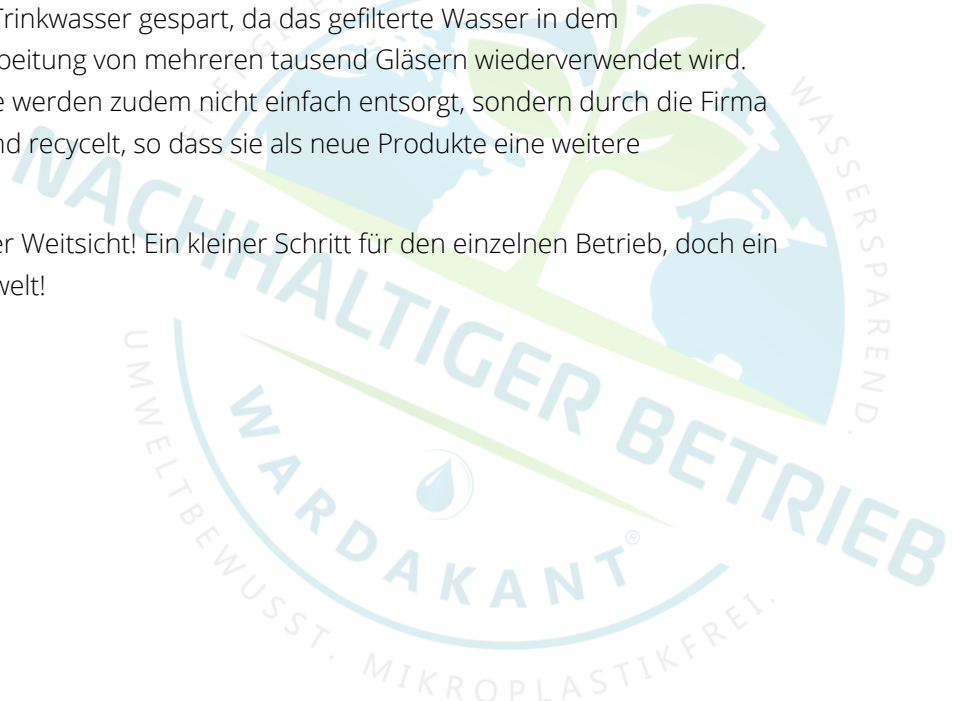 Trinkwasser gespart, da das gefilterte Wasser in dem
beitung von mehreren tausend Gläsern wiederverwendet wird.
e werden zudem nicht einfach entsorgt, sondern durch die Firma
nd recycelt, so dass sie als neue Produkte eine weitere
er Weitsicht! Ein kleiner Schritt für den einzelnen Betrieb, doch ein
welt!
WASSERSPAREND.
NACHHALTIGER BETRIEB
WARDAKANT®
UMWELTBEWUSST. MIKROPLASTIKFREI.